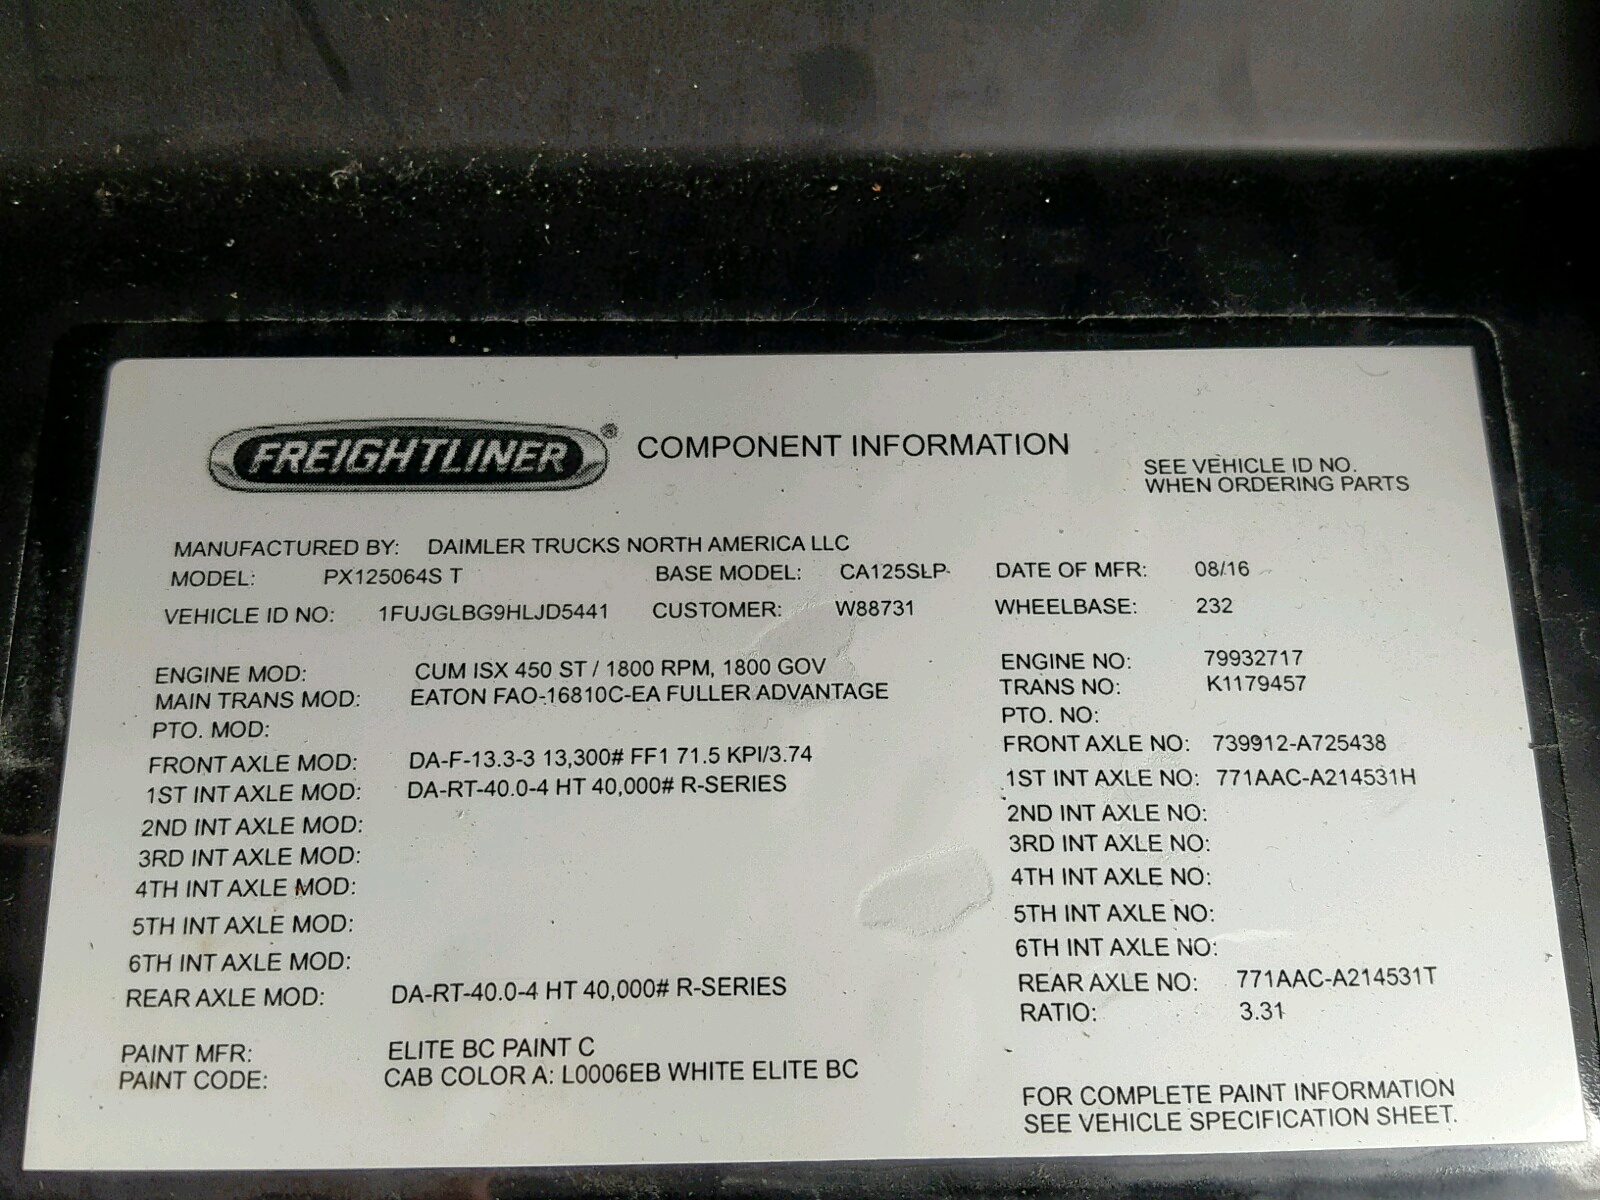 FREIGHTLINER® COMPONENT INFORMATION
SEE VEHICLE ID NO.
WHEN ORDERING PARTS
MANUFACTURED BY: DAIMLER TRUCKS NORTH AMERICA LLC
MODEL: PX125064S T BASE MODEL: CA125SLP DATE OF MFR: 08/16
VEHICLE ID NO: 1FUJGLBG9HLJD5441 CUSTOMER: W88731 WHEELBASE: 232
ENGINE MOD: CUM ISX 450 ST / 1800 RPM, 1800 GOV ENGINE NO: 79932717
MAIN TRANS MOD: EATON FAO-16810C-EA FULLER ADVANTAGE TRANS NO: K1179457
PTO. MOD: PTO. NO:
FRONT AXLE MOD: DA-F-13.3-3 13,300# FF1 71.5 KPI/3.74 FRONT AXLE NO: 739912-A725438
1ST INT AXLE MOD: DA-RT-40.0-4 HT 40,000# R-SERIES 1ST INT AXLE NO: 771AAC-A214531H
2ND INT AXLE MOD: 2ND INT AXLE NO:
3RD INT AXLE MOD: 3RD INT AXLE NO:
4TH INT AXLE MOD: 4TH INT AXLE NO:
5TH INT AXLE MOD: 5TH INT AXLE NO:
6TH INT AXLE MOD: 6TH INT AXLE NO:
REAR AXLE MOD: DA-RT-40.0-4 HT 40,000# R-SERIES REAR AXLE NO: 771AAC-A214531T
RATIO: 3.31
PAINT MFR: ELITE BC PAINT C
PAINT CODE: CAB COLOR A: L0006EB WHITE ELITE BC
FOR COMPLETE PAINT INFORMATION
SEE VEHICLE SPECIFICATION SHEET.